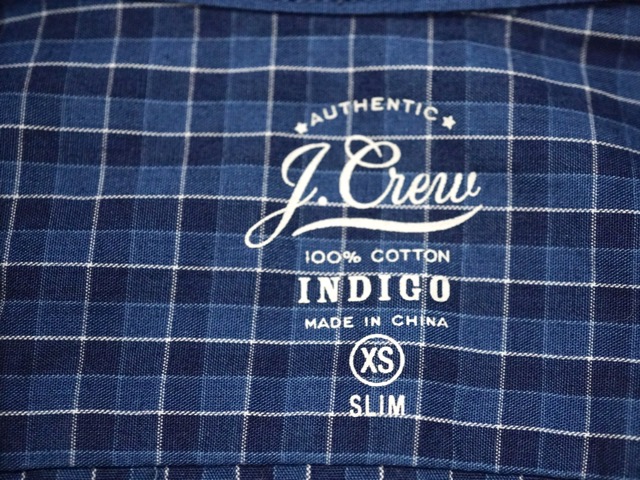 AUTHENTIC
J.Crew
100% COTTON
INDIGO
MADE IN CHINA
XS
SLIM